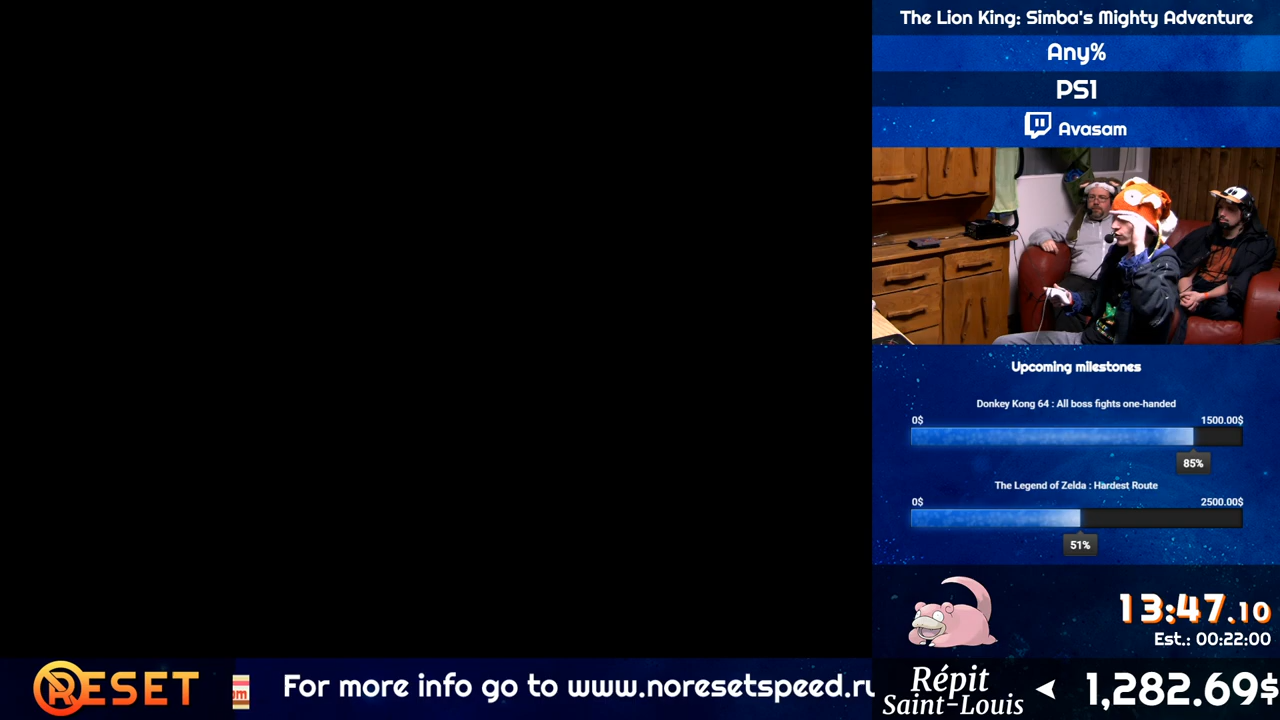 The Lion King: Simba's Mighty Adventure
Any%
PS1
Avasam
Upcoming milestones
Donkey Kong 64 : All boss fights one-handed
0$ 1500.00$
85%
The Legend of Zelda : Hardest Route
0$ 2500.00$
51%
13:47.10
Est.: 00:22:00
RESET
For more info go to www.noresetspeed.ru
Répit
Saint-Louis
1,282.69$